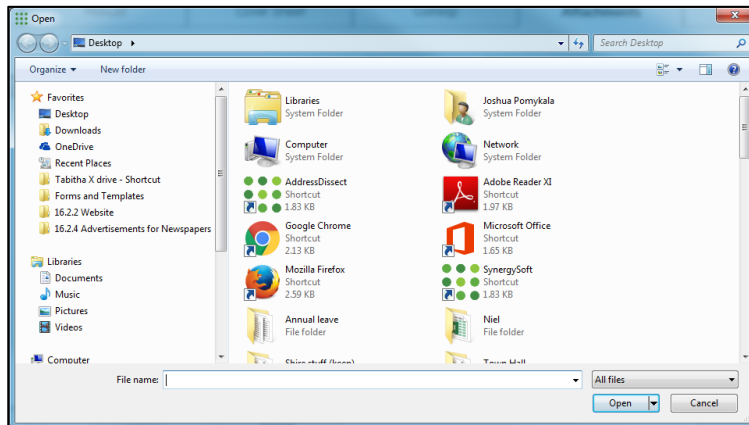 Open
Desktop
Search Desktop
Organize
New folder
Favorites
Desktop
Downloads
OneDrive
Recent Places
Tabitha X drive - Shortcut
Forms and Templates
16.2.2 Website
16.2.4 Advertisements for Newspapers
Libraries
Documents
Music
Pictures
Videos
Computer
Libraries
System Folder
Joshua Pomykala
System Folder
Computer
System Folder
Network
System Folder
AddressDissect
Shortcut
1.83 KB
Adobe Reader XI
Shortcut
1.97 KB
Google Chrome
Shortcut
2.13 KB
Microsoft Office
Shortcut
1.65 KB
Mozilla Firefox
Shortcut
2.59 KB
SynergySoft
Shortcut
1.83 KB
Annual leave
File folder
Niel
File folder
Shire stuff (keep)
Town Hall
File name:
All files
Open
Cancel